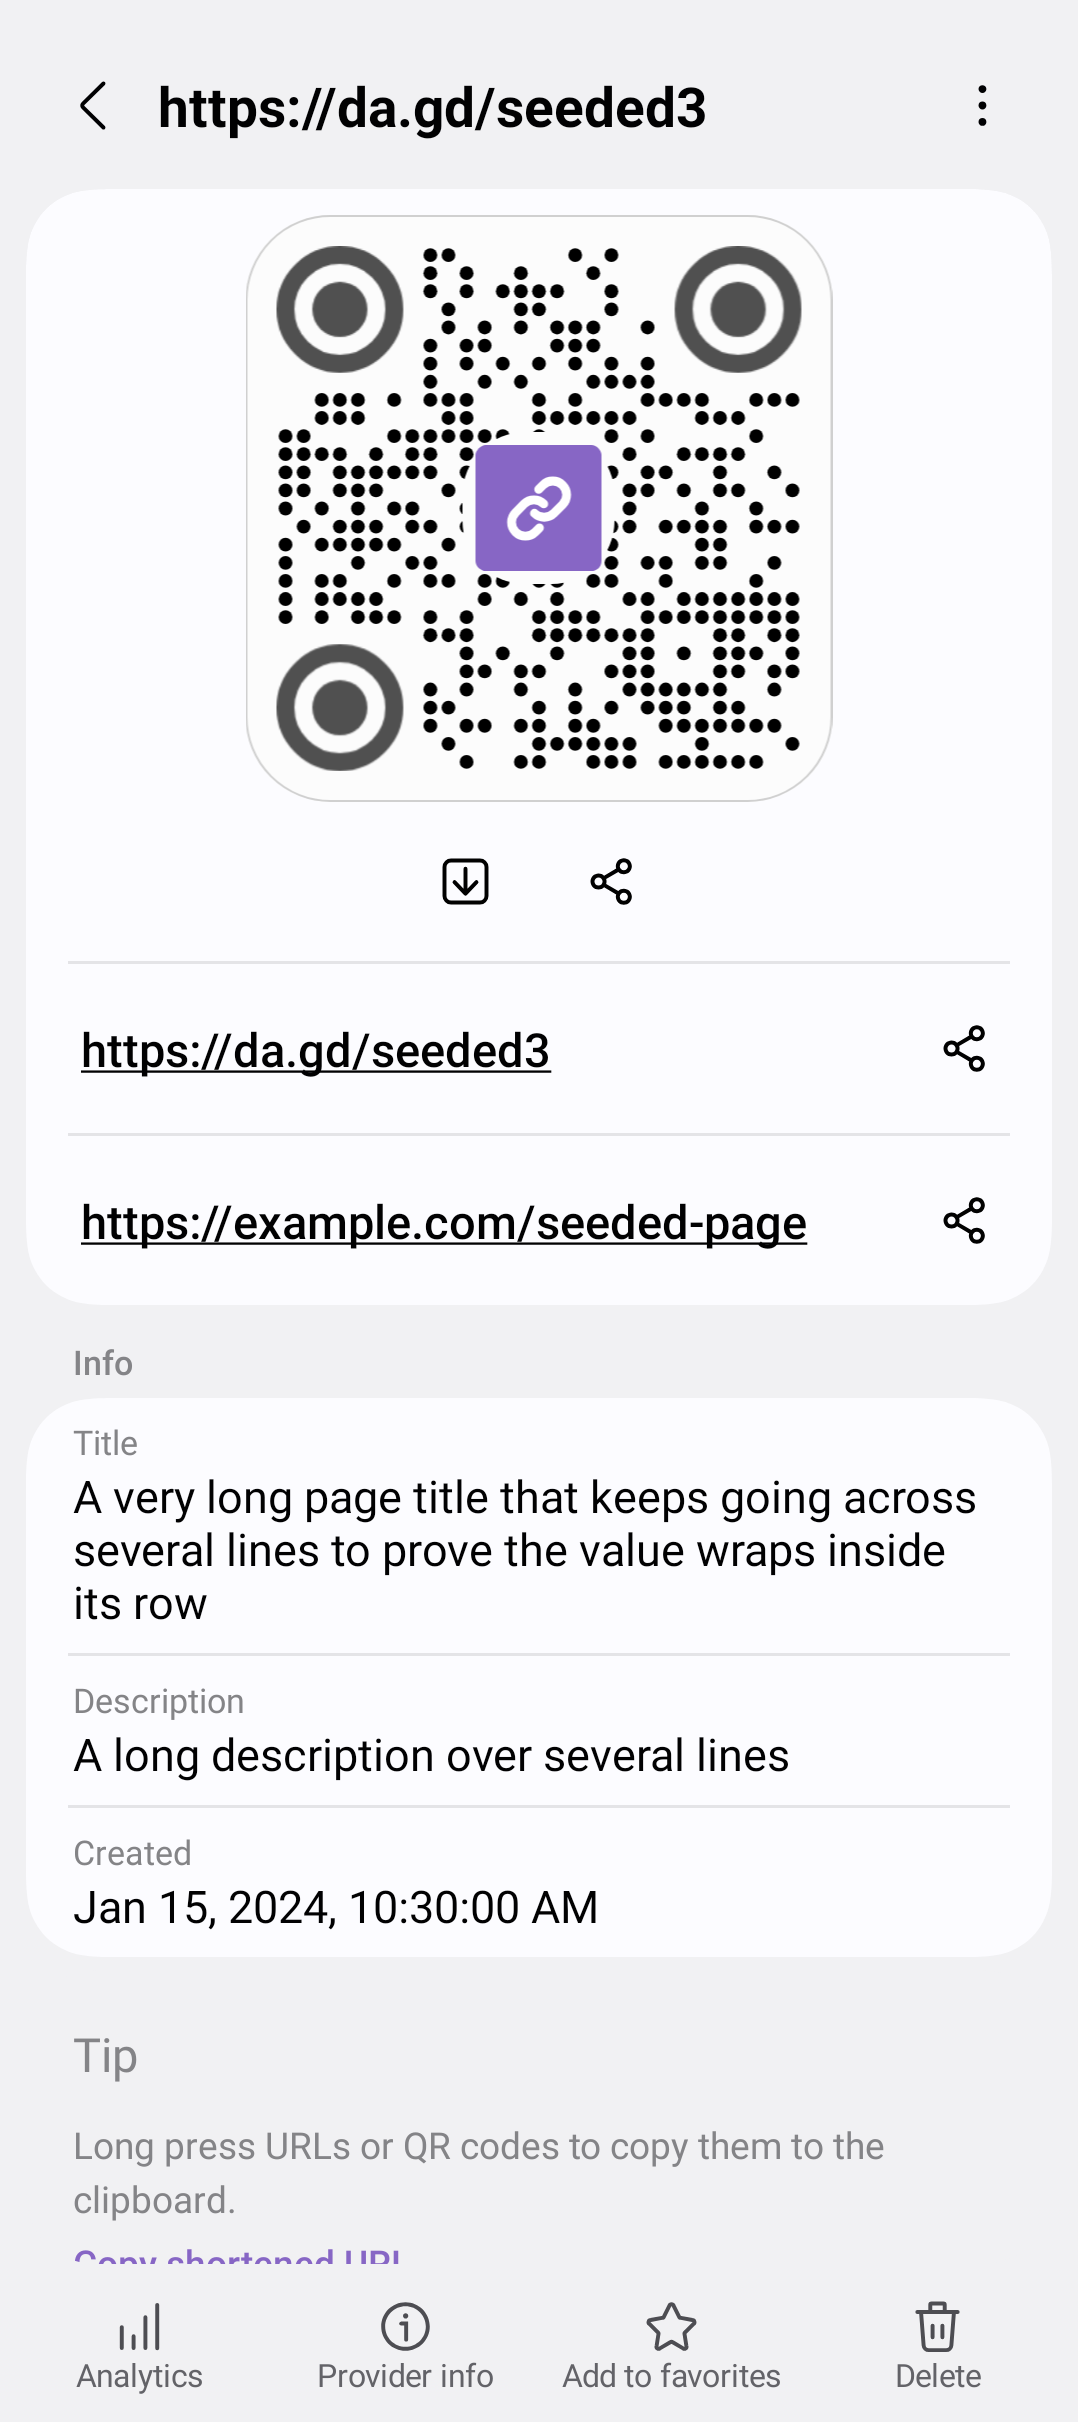 https://da.gd/seeded3
https://da.gd/seeded3
https://example.com/seeded-page
Info
Title
A very long page title that keeps going across
several lines to prove the value wraps inside
its row
Description
A long description over several lines
Created
Jan 15, 2024, 10:30:00 AM
Tip
Long press URLs or QR codes to copy them to the
clipboard.
Copy shortened URL
Analytics
Provider info
Add to favorites
Delete